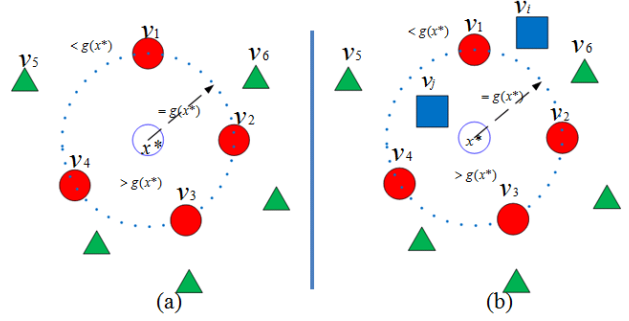 v1
< g(x*)
v5
v6
= g(x*)
v2
x*
v4
> g(x*)
v3
(a)
vi
v1
< g(x*)
v5
v6
vj
= g(x*)
v2
x*
v4
> g(x*)
v3
(b)